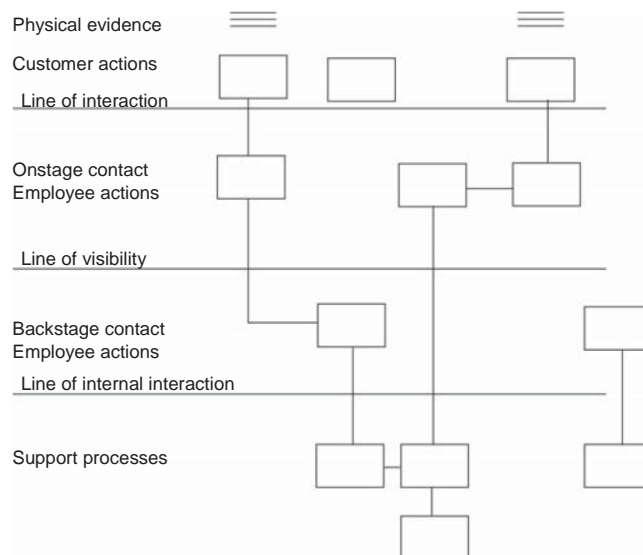 Physical evidence
Customer actions
Line of interaction
Onstage contact
Employee actions
Line of visibility
Backstage contact
Employee actions
Line of internal interaction
Support processes